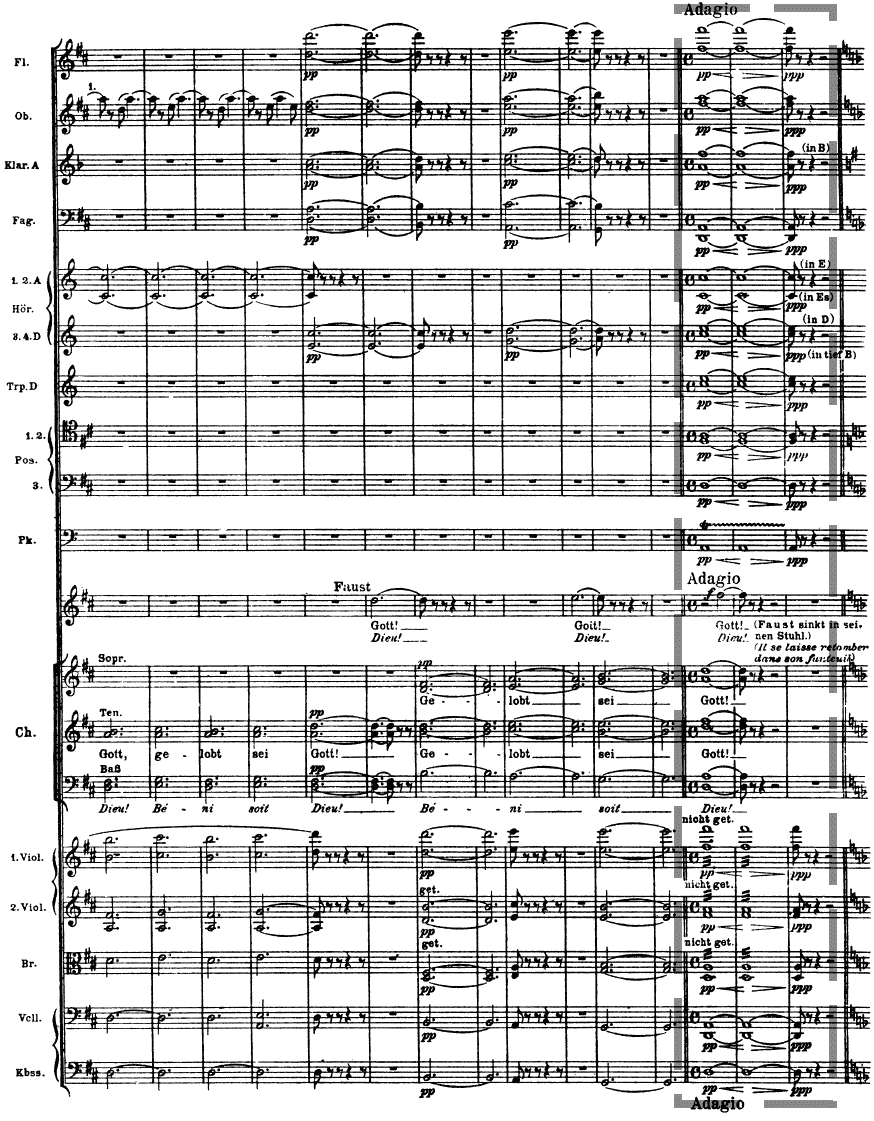 Adagio
Fl.
pp
pp
pp
ppp
1.
Ob.
pp
pp
pp
ppp
Klar. A
(in B)
pp
pp
pp
ppp
Fag.
pp
pp
pp
ppp
1. 2. A
(in E)
Hör.
(in Es)
pp
ppp
3. 4. D
(in D)
pp
pp
pp
ppp (in tief B)
Trp. D
pp
ppp
1. 2.
Pos.
pp
ppp
3.
pp
ppp
Pk.
pp
ppp
Adagio
Faust
f
Gott! Gott! Gott! (Faust sinkt in sei-
Dieu! Dieu! Dieu! nen Stuhl.)
(Il se laisse retomber
dans son fauteuil)
Sopr.
pp
Ge - - lobt sei Gott!
Ch.
Ten.
pp
Gott, ge - lobt sei Gott! Ge - - lobt sei Gott!
Baß
pp
Dieu! Bé - ni soit Dieu! Bé - - - ni soit Dieu!
nicht get.
1. Viol.
pp
pp
ppp
get.
nicht get.
2. Viol.
pp
pp
ppp
get.
nicht get.
Br.
pp
pp
ppp
Vcll.
pp
pp
ppp
Kbss.
pp
pp
ppp
Adagio